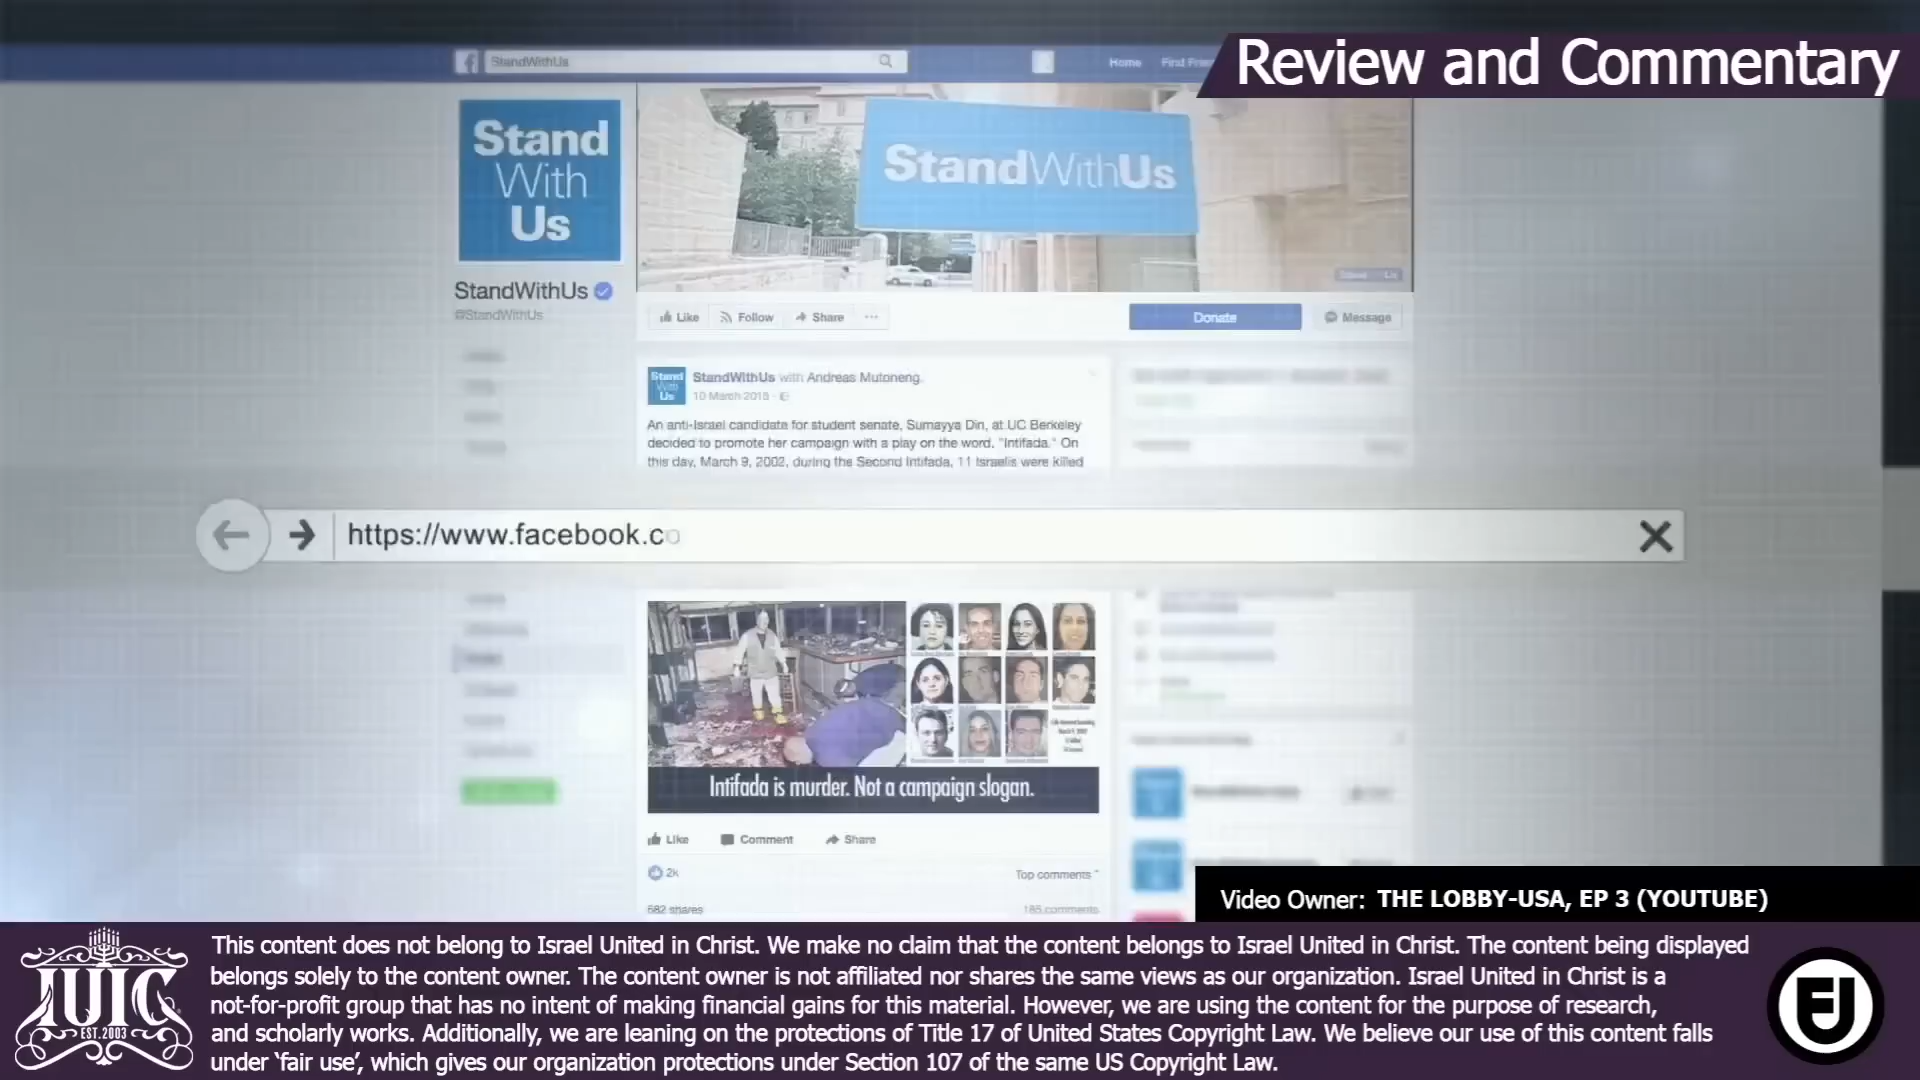 Review and Commentary
StandWithUs
Home Find Frie
Stand
With
Us
StandWithUs
StandWithUs
@StandWithUs
Like Follow Share ...
Donate Message
Stand
With
Us
StandWithUs with Andreas Mutoneng.
10 March 2015
An anti-Israel candidate for student senate, Sumayya Din, at UC Berkeley
decided to promote her campaign with a play on the word, "Intifada." On
this day, March 9, 2002, during the Second Intifada, 11 Israelis were killed
https://www.facebook.co
Intifada is murder. Not a campaign slogan.
Like Comment Share
2k
Top comments
682 shares
185 comments
Video Owner: THE LOBBY-USA, EP 3 (YOUTUBE)
IUIC
EST. 2003
This content does not belong to Israel United in Christ. We make no claim that the content belongs to Israel United in Christ. The content being displayed
belongs solely to the content owner. The content owner is not affiliated nor shares the same views as our organization. Israel United in Christ is a
not-for-profit group that has no intent of making financial gains for this material. However, we are using the content for the purpose of research,
and scholarly works. Additionally, we are leaning on the protections of Title 17 of United States Copyright Law. We believe our use of this content falls
under ‘fair use’, which gives our organization protections under Section 107 of the same US Copyright Law.